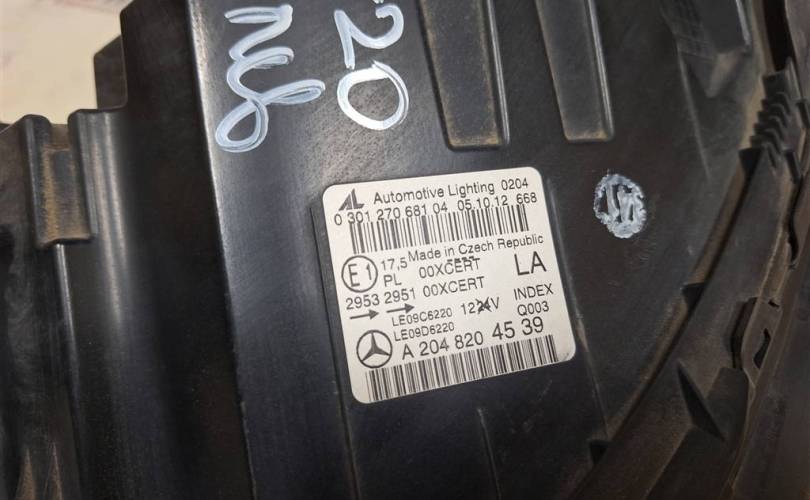 20
AL Automotive Lighting 0204
0 301 270 681 04 05.10.12 668
Made in Czech Republic
E1 17,5 00XCERT LA
PL 00XCERT
2953 2951
LE09C6220 12 24V INDEX
LE09D6220 Q003
A 204 820 45 39